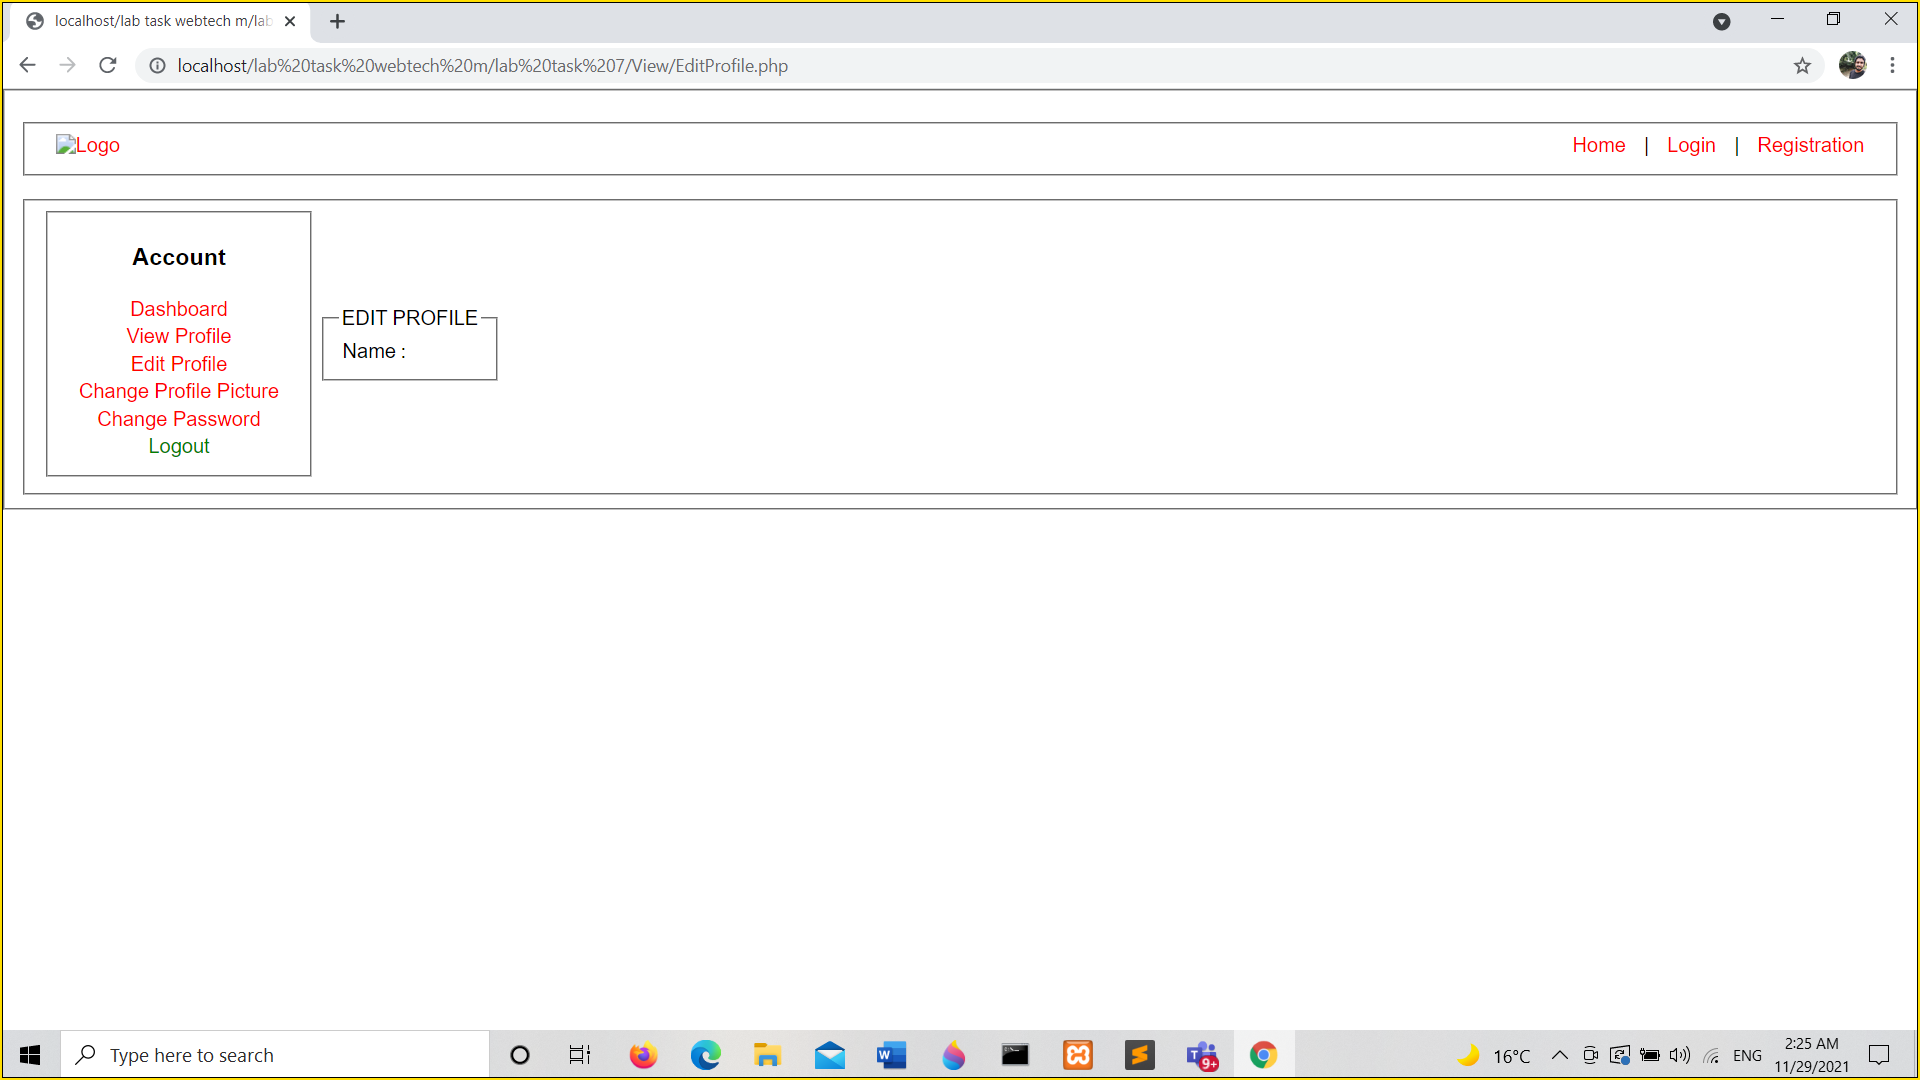 localhost/lab task webtech m/lab
localhost/lab%20task%20webtech%20m/lab%20task%207/View/EditProfile.php
Logo
Home | Login | Registration
Account
Dashboard
View Profile
Edit Profile
Change Profile Picture
Change Password
Logout
EDIT PROFILE
Name :
Type here to search
9+
16°C
ENG
2:25 AM
11/29/2021